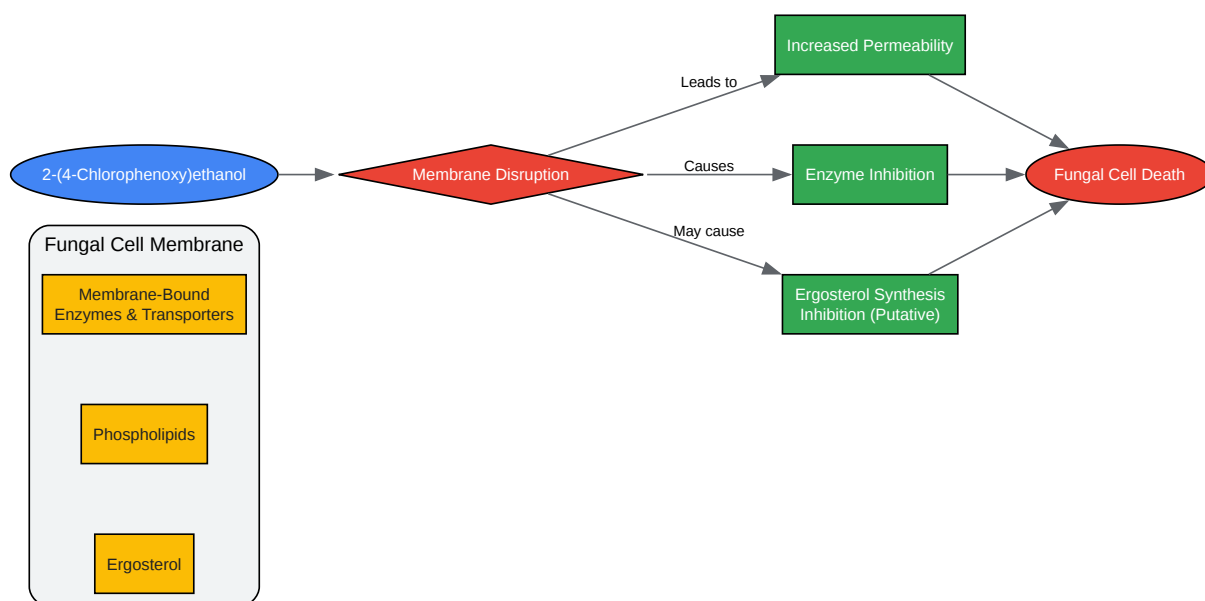 Increased Permeability
Leads to
2-(4-Chlorophenoxy)ethanol
Membrane Disruption
Causes
Enzyme Inhibition
Fungal Cell Death
May cause
Ergosterol Synthesis
Inhibition (Putative)
Fungal Cell Membrane
Membrane-Bound
Enzymes & Transporters
Phospholipids
Ergosterol